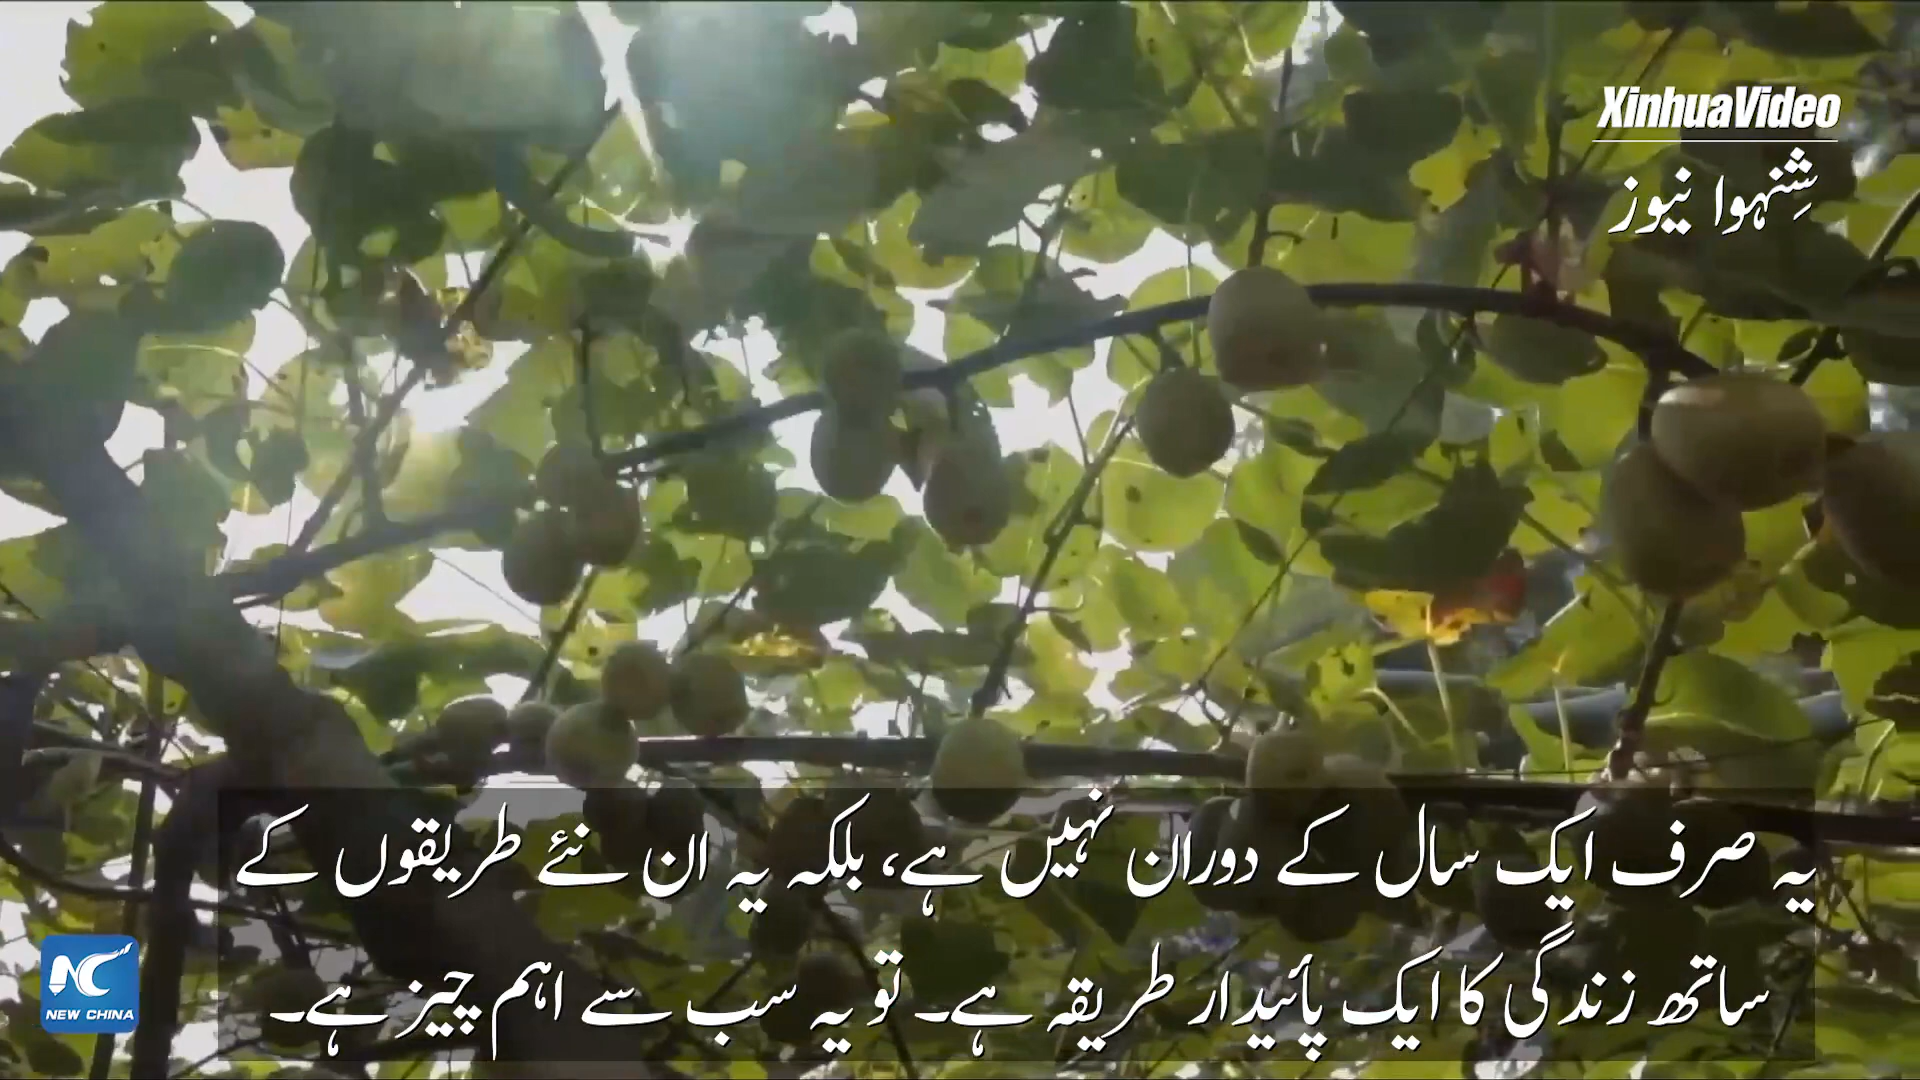 XinhuaVideo
شِنہوا نیوز
یہ صرف ایک سال کے دوران نہیں ہے، بلکہ یہ ان نئے طریقوں کے
ساتھ زندگی کا ایک پائیدار طریقہ ہے۔ تو یہ سب سے اہم چیز ہے۔
NC
NEW CHINA